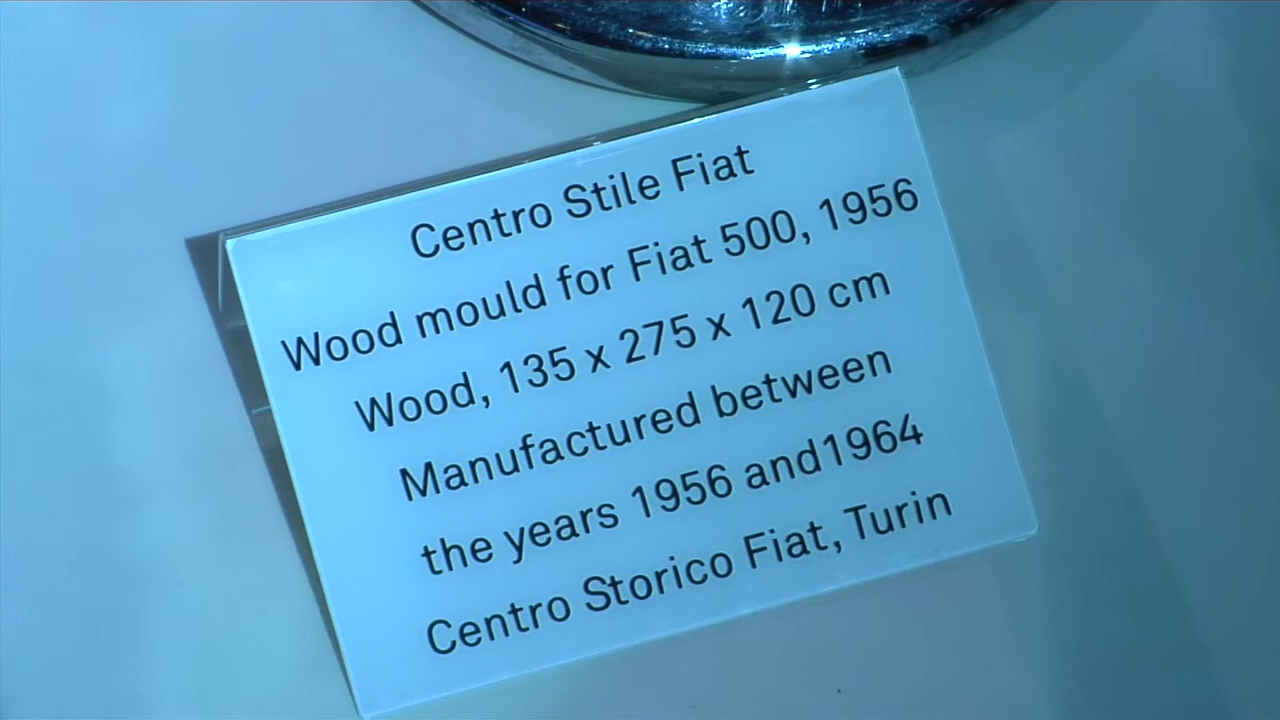 Centro Stile Fiat
Wood mould for Fiat 500, 1956
Wood, 135 x 275 x 120 cm
Manufactured between
the years 1956 and1964
Centro Storico Fiat, Turin